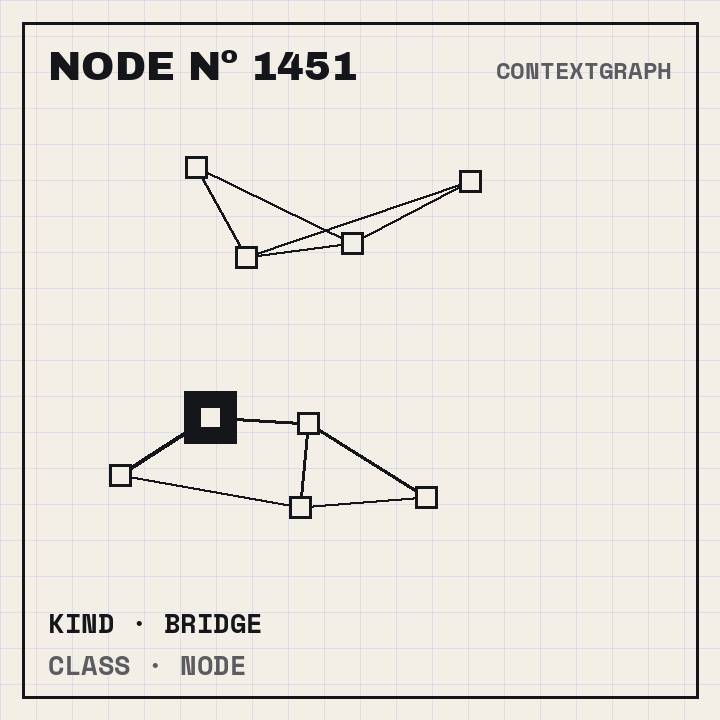 NODE Nº 1451
CONTEXTGRAPH
KIND · BRIDGE
CLASS · NODE